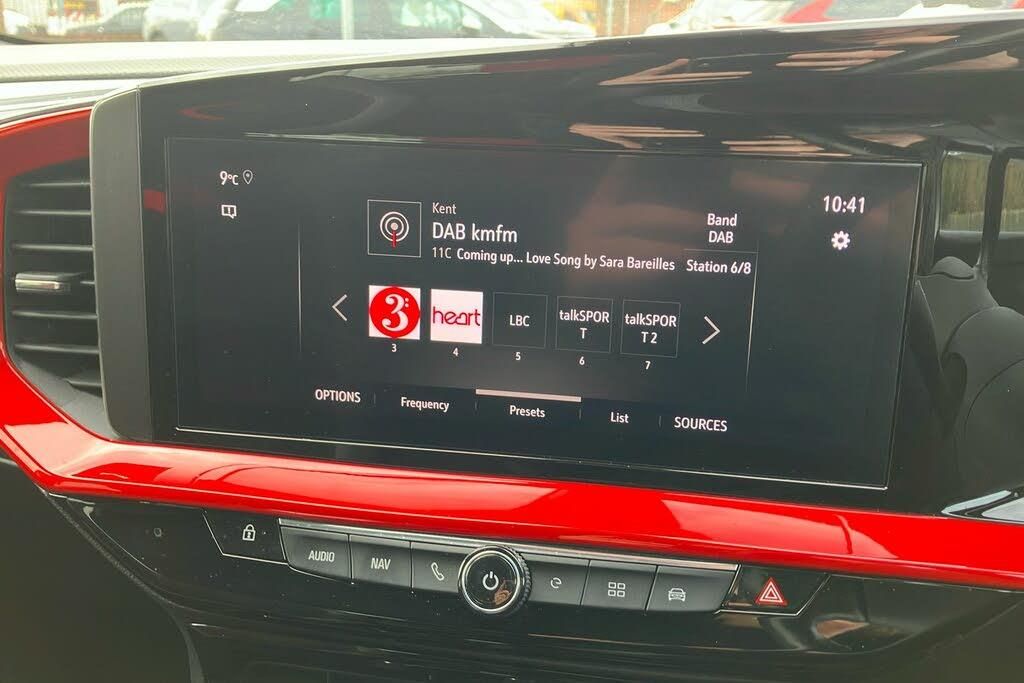 9°C
Kent
DAB kmfm
11C Coming up... Love Song by Sara Bareilles
Band
DAB
Station 6/8
10:41
3
heart
LBC
talkSPOR
T
talkSPOR
T 2
3
4
5
6
7
OPTIONS
Frequency
Presets
List
SOURCES
AUDIO
NAV